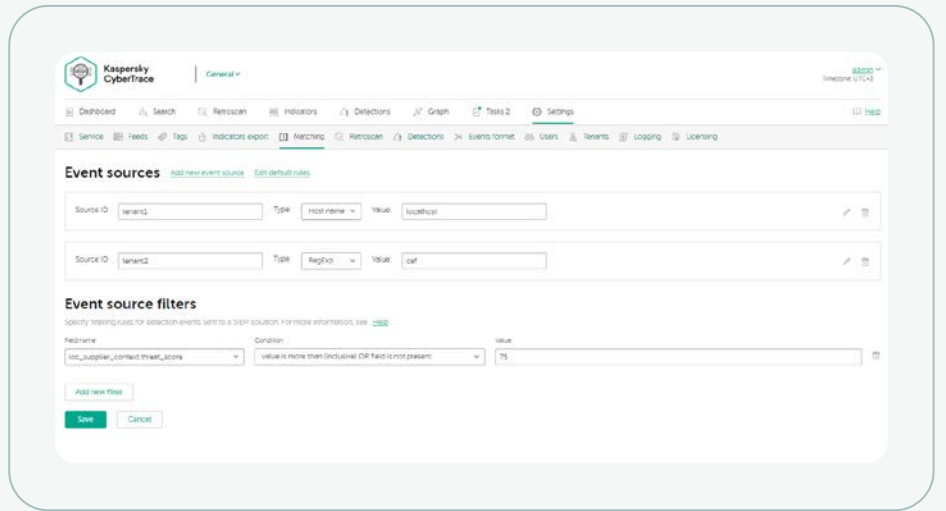 Kaspersky
CyberTrace
General
admin
Timezone: UTC+3
Dashboard Search Retroscan Indicators Detections Graph Tasks 2 Settings Help
Service Feeds Tags Indicators export Matching Retroscan Detections Events format Users Tenants Logging Licensing
Event sources Add new event source Edit default rules
Source ID: tenant1 Type: Host name Value: localhost
Source ID: tenant2 Type: RegExp Value: cef
Event source filters
Specify filtering rules for detection events sent to a SIEM solution. For more information, see Help
Field name Condition Value
ioc_supplier_context.threat_score value is more than (inclusive) OR field is not present 75
Add new filter
Save Cancel